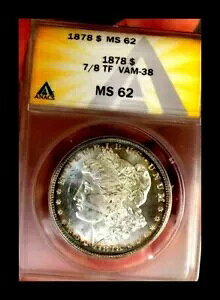 1878 $ MS 62
1878 $
7/8 TF VAM-38
MS 62
ANACS